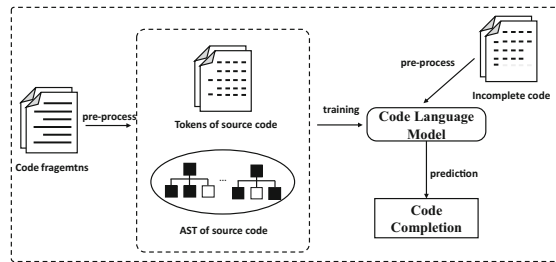 pre-process
Incomplete code
pre-process
Tokens of source code
training
Code Language
Model
Code fragemtns
...
prediction
AST of source code
Code
Completion